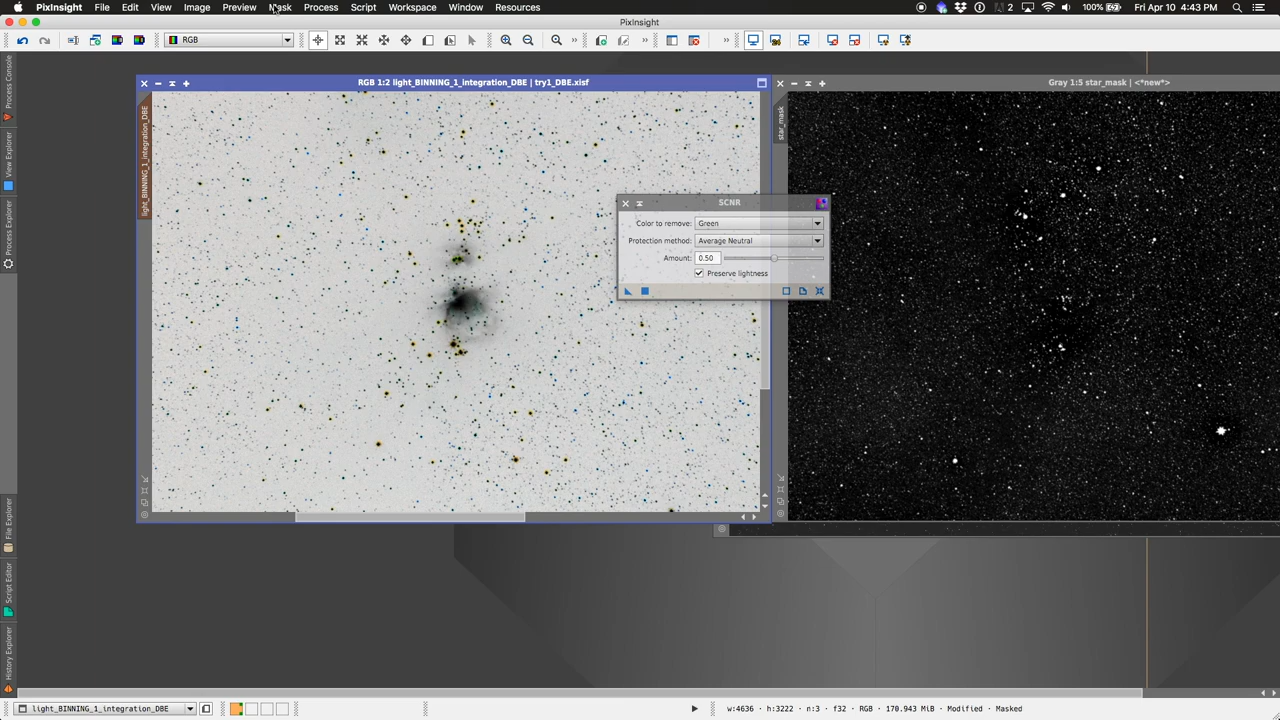 PixInsight File Edit View Image Preview Mask Process Script Workspace Window Resources 2 100% Fri Apr 10 4:43 PM
PixInsight
RGB
RGB 1:2 light_BINNING_1_integration_DBE | try1_DBE.xisf
Gray 1:5 star_mask | <*new*>
Process Console
View Explorer
Process Explorer
File Explorer
Script Editor
History Explorer
light_BINNING_1_integration_DBE
star_mask
SCNR
Color to remove: Green
Protection method: Average Neutral
Amount: 0.50
Preserve lightness
light_BINNING_1_integration_DBE
w:4636 · h:3222 · n:3 · f32 · RGB · 170.943 MiB · Modified · Masked